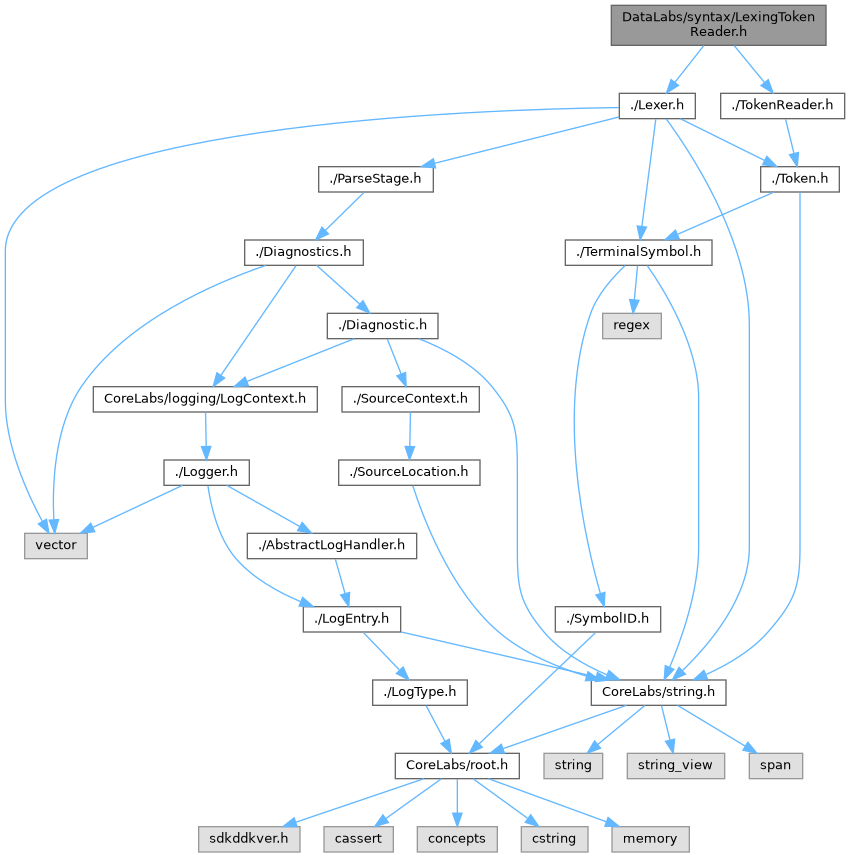 DataLabs/syntax/LexingToken
Reader.h
./Lexer.h
./TokenReader.h
./ParseStage.h
./Token.h
./Diagnostics.h
./TerminalSymbol.h
./Diagnostic.h
regex
CoreLabs/logging/LogContext.h
./SourceContext.h
./Logger.h
./SourceLocation.h
vector
./AbstractLogHandler.h
./LogEntry.h
./SymbolID.h
./LogType.h
CoreLabs/string.h
CoreLabs/root.h
string
string_view
span
sdkddkver.h
cassert
concepts
cstring
memory